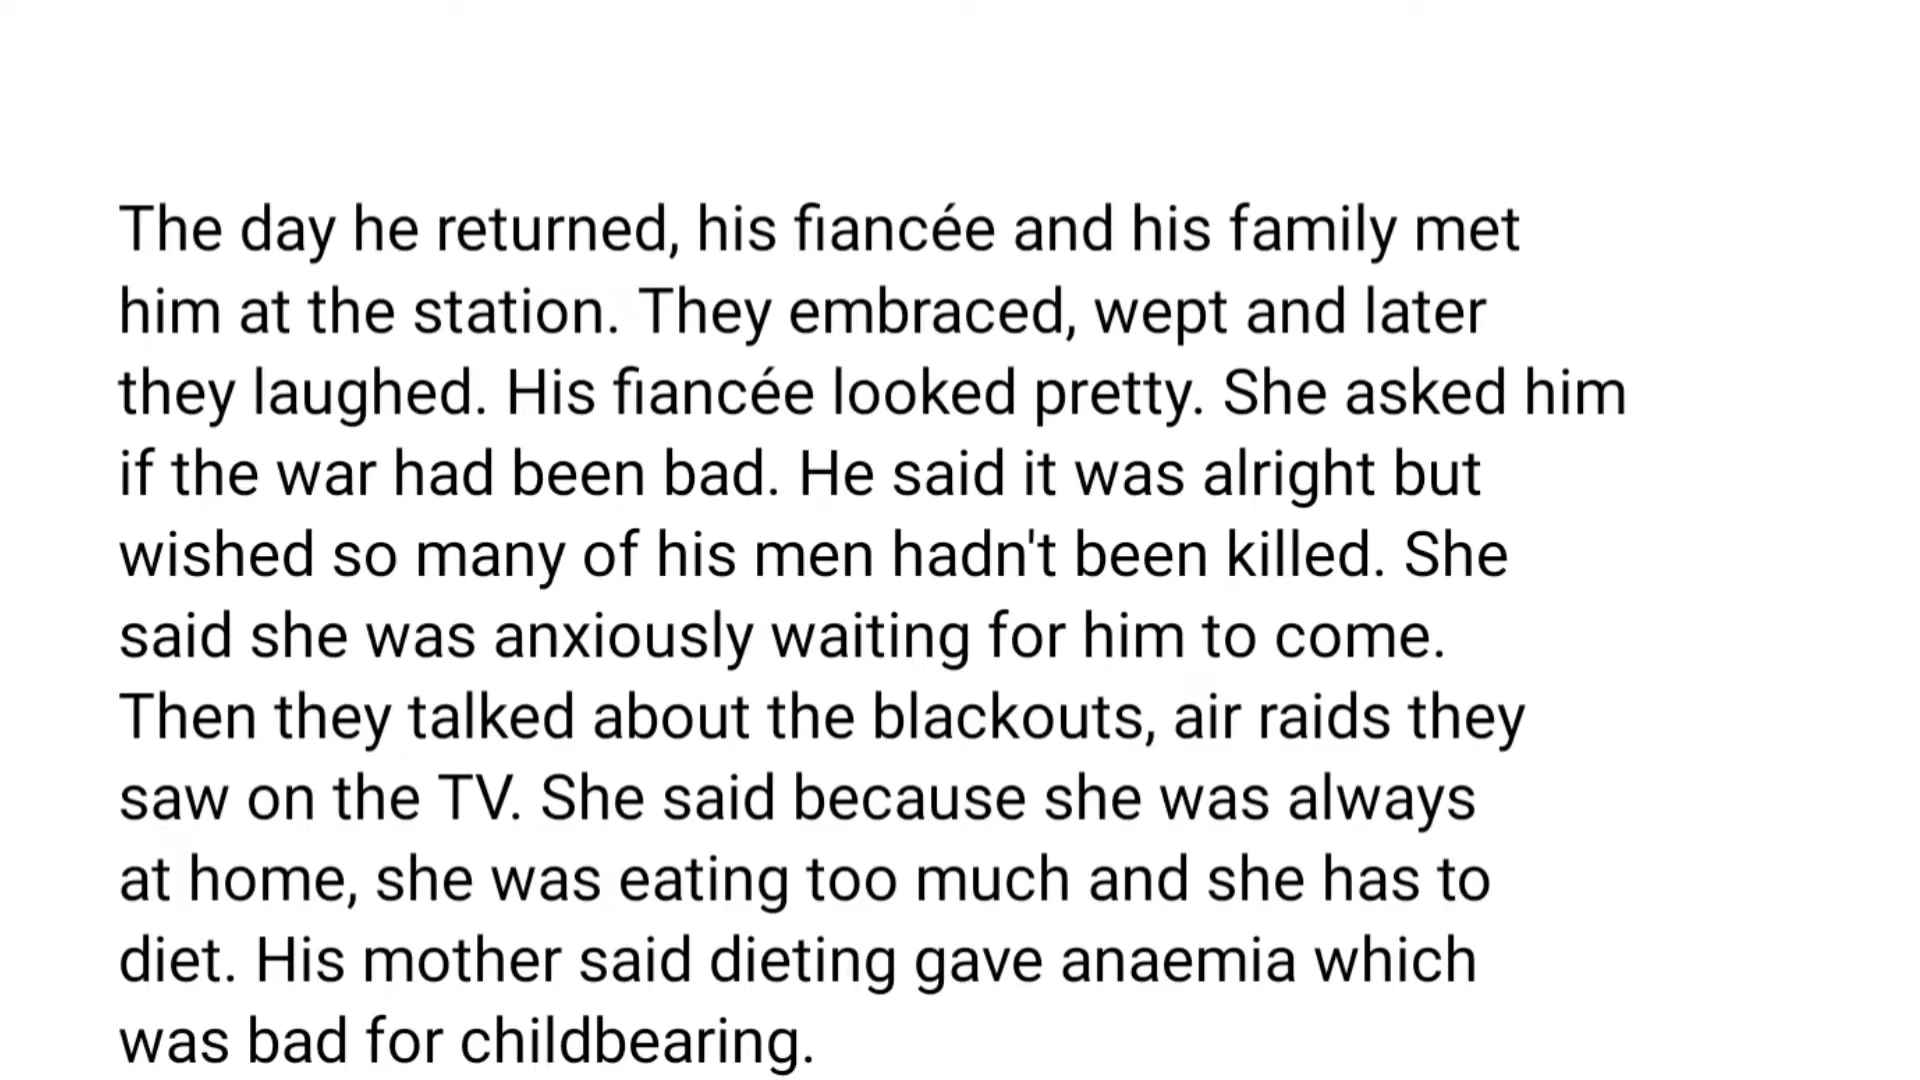 The day he returned, his fiancée and his family met
him at the station. They embraced, wept and later
they laughed. His fiancée looked pretty. She asked him
if the war had been bad. He said it was alright but
wished so many of his men hadn't been killed. She
said she was anxiously waiting for him to come.
Then they talked about the blackouts, air raids they
saw on the TV. She said because she was always
at home, she was eating too much and she has to
diet. His mother said dieting gave anaemia which
was bad for childbearing.